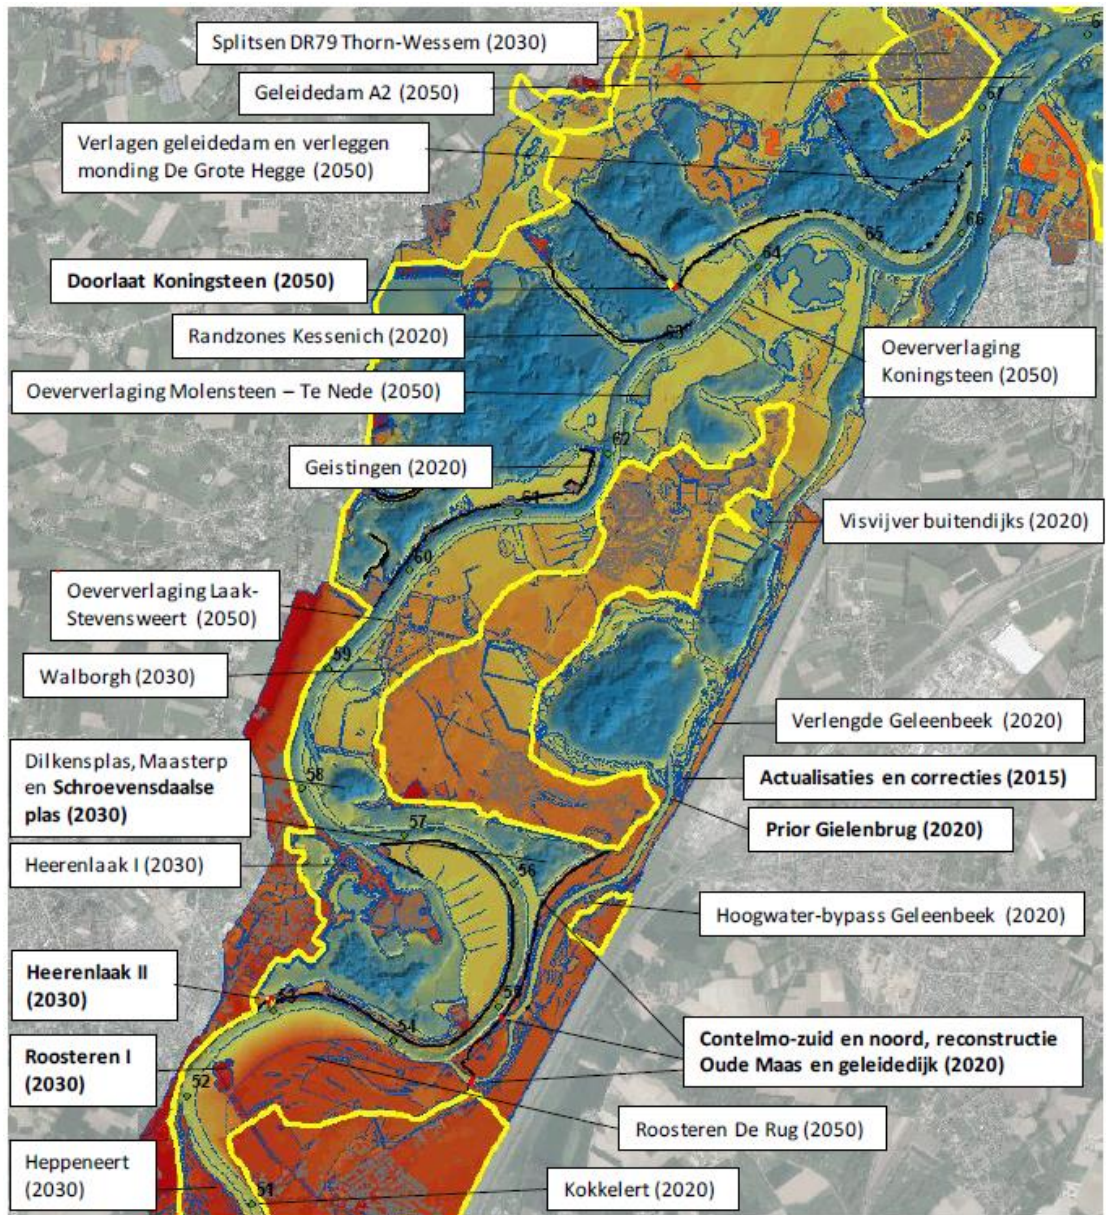 Splitsen DR79 Thorn-Wessem (2030)
Geleidedam A2 (2050)
Verlagen geleidedam en verleggen
monding De Grote Hegge (2050)
Doorlaat Koningsteen (2050)
Randzones Kessenich (2020)
Oeververlaging
Koningsteen (2050)
Oeververlaging Molensteen – Te Nede (2050)
Geistingen (2020)
Visvijver buitendijks (2020)
Oeververlaging Laak-
Stevensweert (2050)
Walborgh (2030)
Verlengde Geleenbeek (2020)
Dilkensplas, Maasterp
en Schroevensdaalse
plas (2030)
Actualisaties en correcties (2015)
Prior Gielenbrug (2020)
Heerenlaak I (2030)
Hoogwater-bypass Geleenbeek (2020)
Heerenlaak II
(2030)
Contelmo-zuid en noord, reconstructie
Oude Maas en geleidedijk (2020)
Roosteren I
(2030)
Roosteren De Rug (2050)
Heppeneert
(2030)
Kokkelert (2020)
67
66
65
64
63
62
61
60
59
58
57
56
55
54
53
52
51